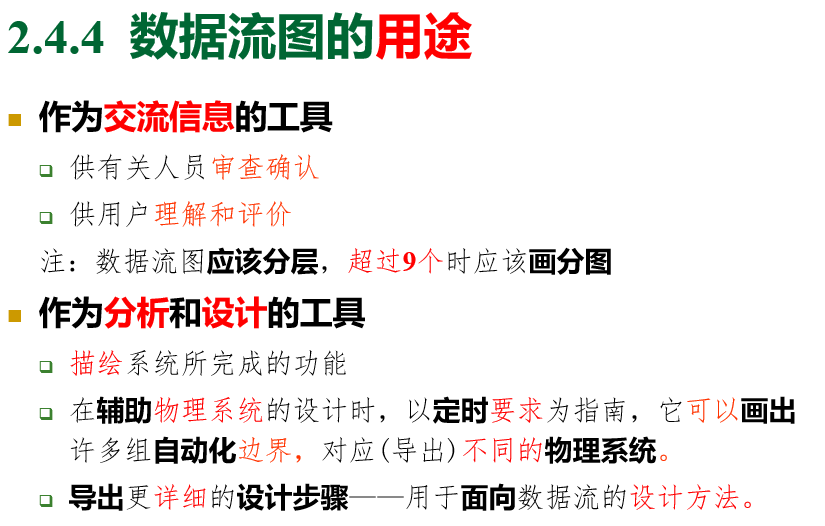 2.4.4 数据流图的用途
作为交流信息的工具
供有关人员审查确认
供用户理解和评价
注：数据流图应该分层，超过9个时应该画分图
作为分析和设计的工具
描绘系统所完成的功能
在辅助物理系统的设计时，以定时要求为指南，它可以画出
许多组自动化边界，对应(导出)不同的物理系统。
导出更详细的设计步骤——用于面向数据流的设计方法。